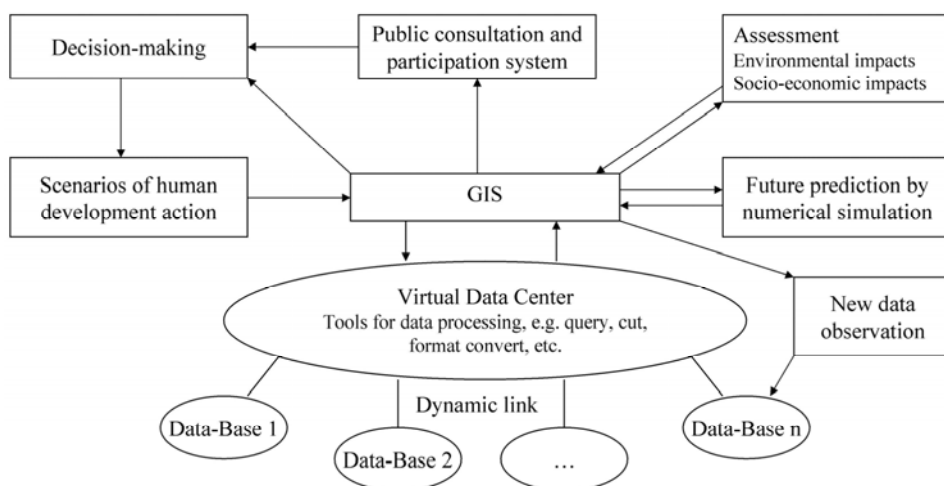 Decision-making
Public consultation and
participation system
Assessment
Environmental impacts
Socio-economic impacts
Scenarios of human
development action
GIS
Future prediction by
numerical simulation
Virtual Data Center
Tools for data processing, e.g. query, cut,
format convert, etc.
New data
observation
Dynamic link
Data-Base 1
Data-Base 2
...
Data-Base n